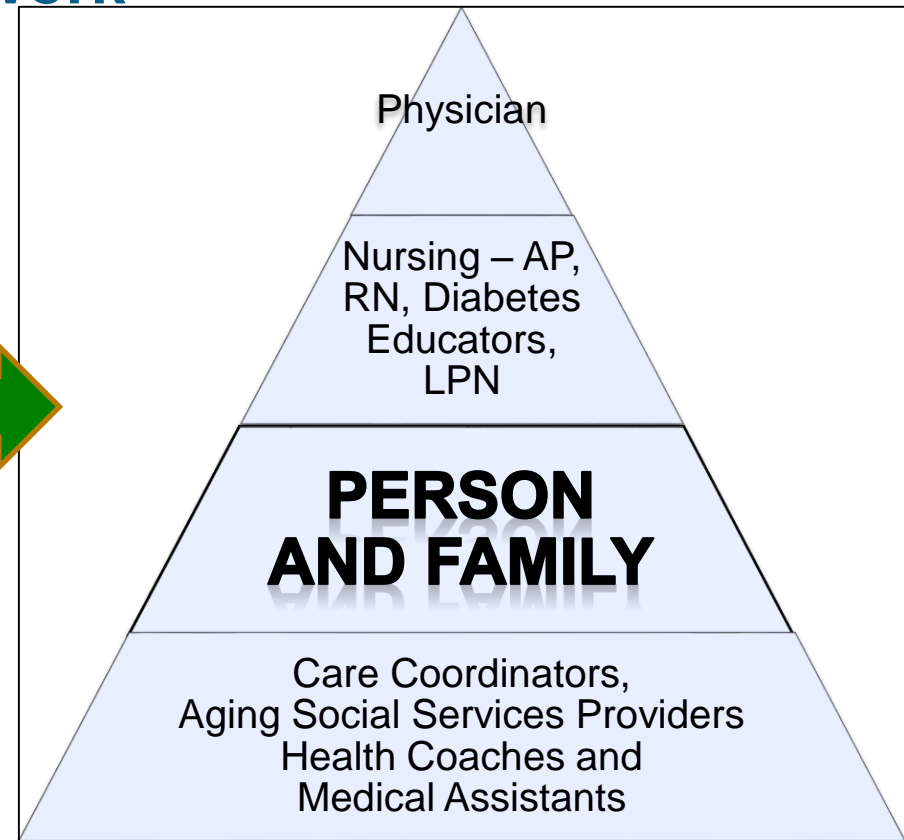 Physician
Nursing – AP,
RN, Diabetes
Educators,
LPN
PERSON
AND FAMILY
Care Coordinators,
Aging Social Services Providers
Health Coaches and
Medical Assistants